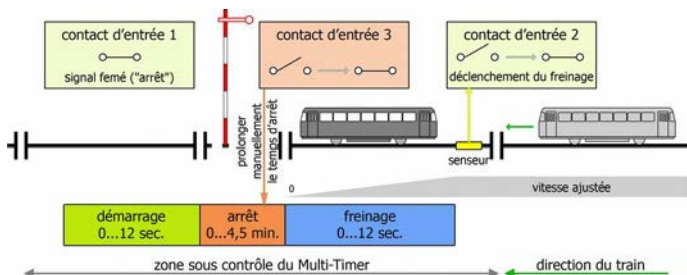 contact d'entrée 1
signal femé ("arrêt")
contact d'entrée 3
contact d'entrée 2
déclenchement du freinage
prolonger
manuellement
le temps d'arrêt
senseur
0
vitesse ajustée
démarrage
0...12 sec.
arrêt
0...4,5 min.
freinage
0...12 sec.
zone sous contrôle du Multi-Timer
direction du train